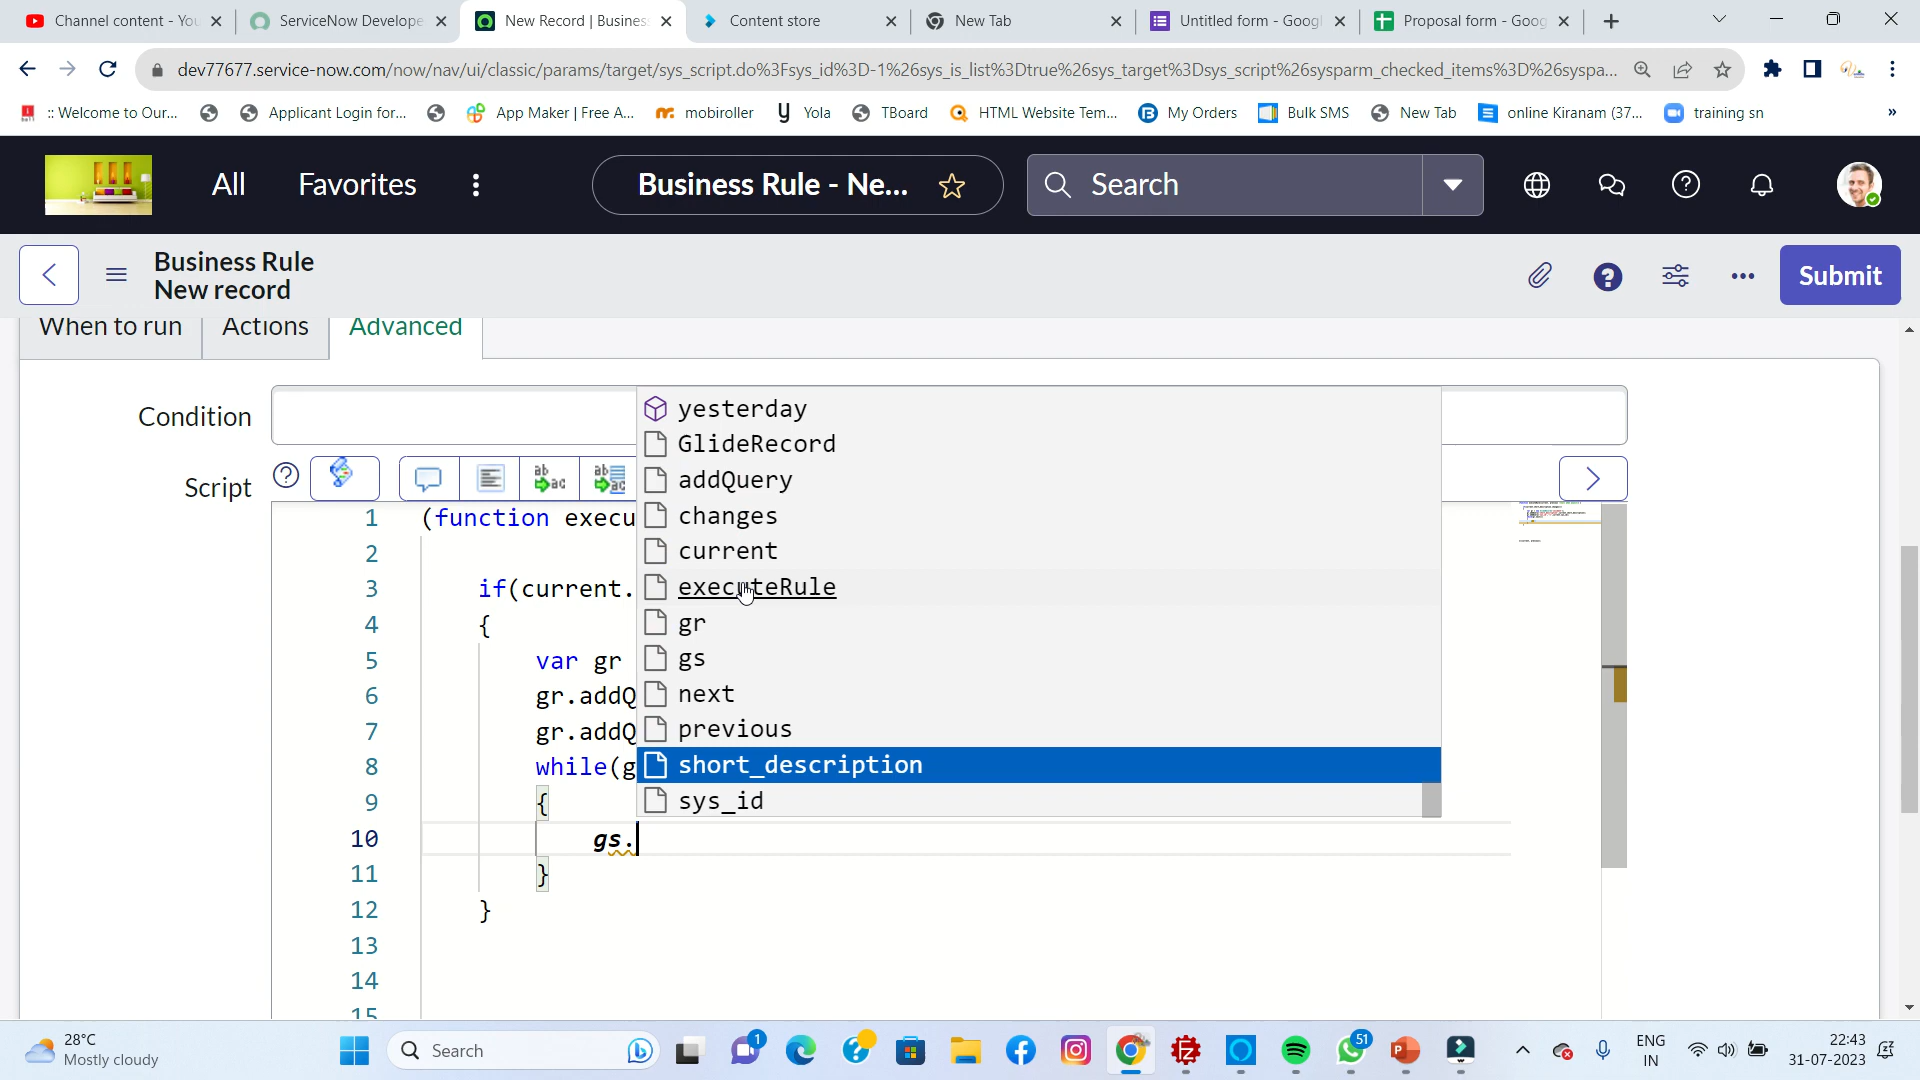 Channel content - You
ServiceNow Develope
New Record | Busines
Content store
New Tab
Untitled form - Googl
Proposal form - Goog
dev77677.service-now.com/now/nav/ui/classic/params/target/sys_script.do%3Fsys_id%3D-1%26sys_is_list%3Dtrue%26sys_target%3Dsys_script%26sysparm_checked_items%3D%26syspa...
:: Welcome to Our...
Applicant Login for...
App Maker | Free A...
mobiroller
Yola
TBoard
HTML Website Tem...
My Orders
Bulk SMS
New Tab
online Kiranam (37...
training sn
»
All
Favorites
Business Rule - Ne...
Search
Business Rule
New record
Submit
When to run
Actions
Advanced
Condition
Script
yesterday
GlideRecord
addQuery
changes
current
executeRule
gr
gs
next
previous
short_description
sys_id
1 (function execu
2
3 if(current.
4 {
5 var gr
6 gr.addQ
7 gr.addQ
8 while(g
9 {
10 gs.
11 }
12 }
13
14
15
28°C
Mostly cloudy
Search
1
51
ENG
IN
22:43
31-07-2023